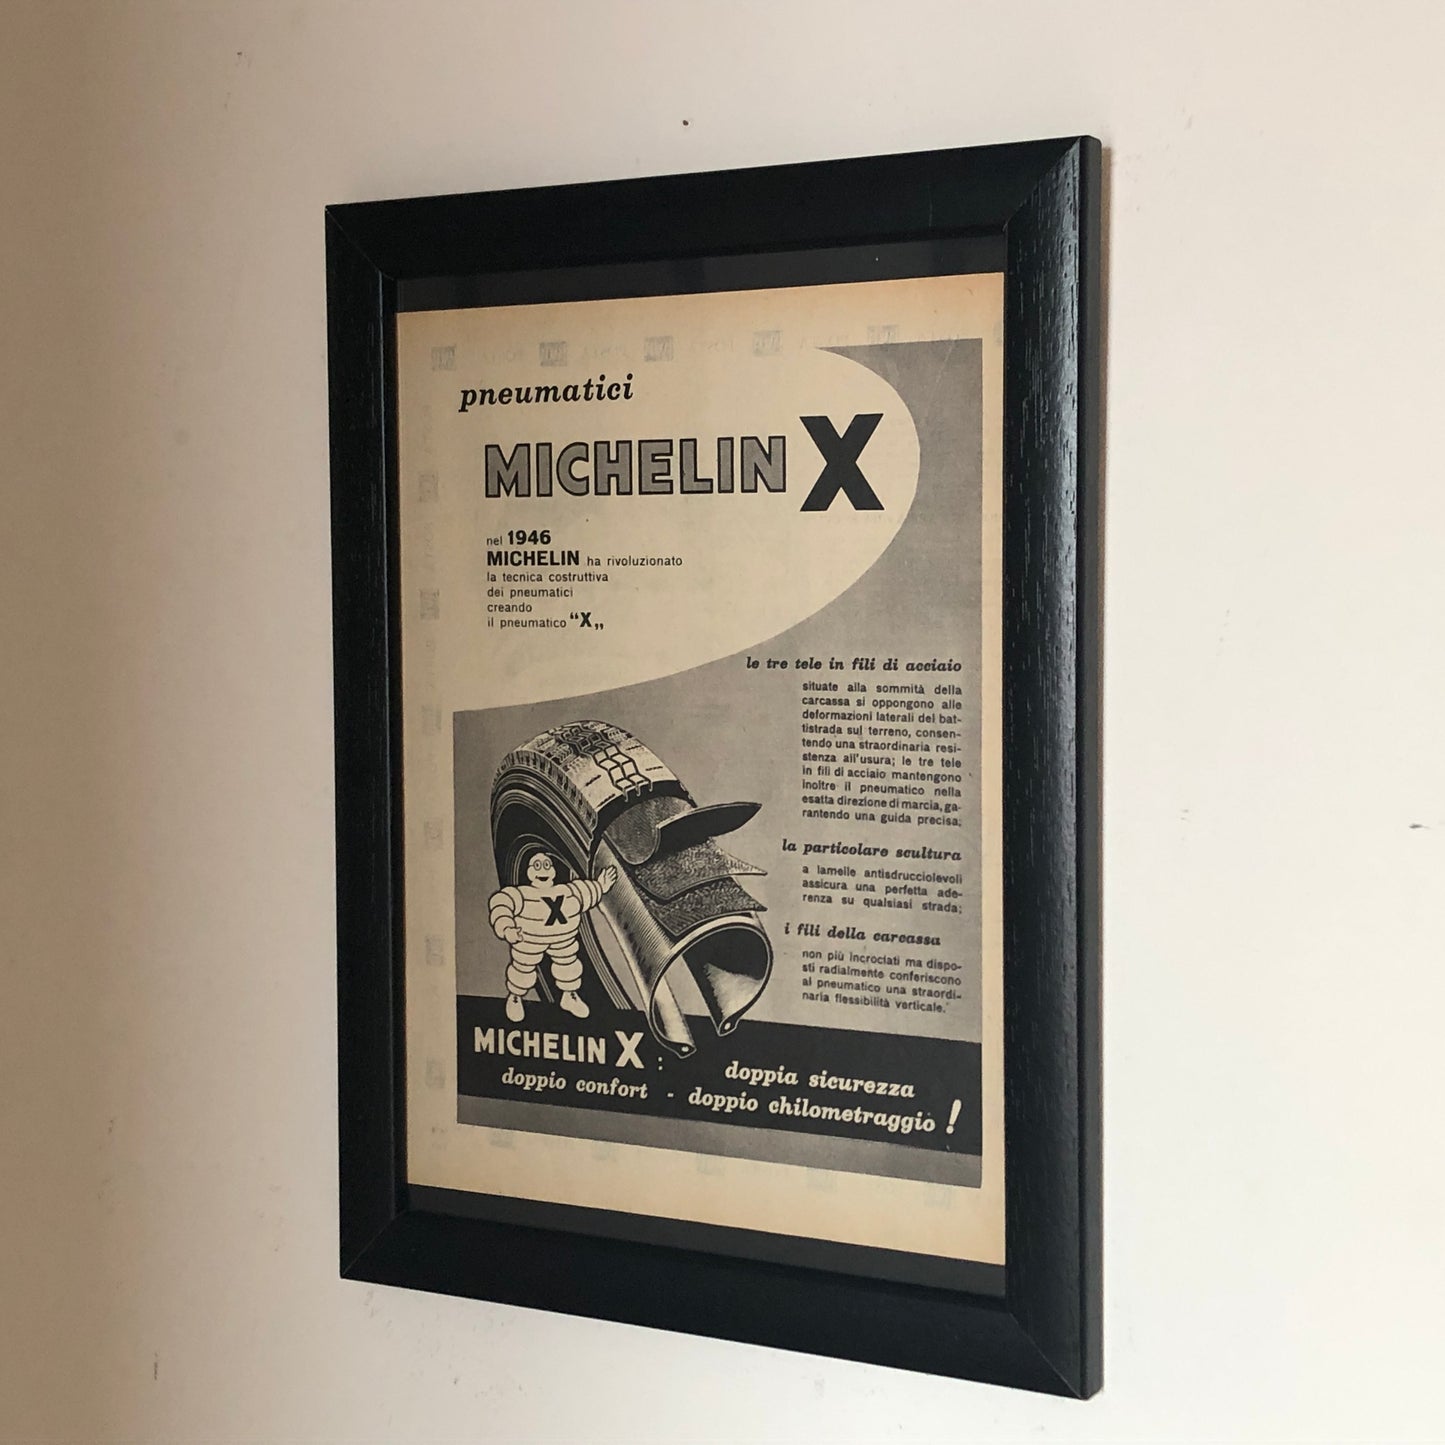 pneumatici
MICHELIN X
nel 1946
MICHELIN ha rivoluzionato
la tecnica costruttiva
dei pneumatici
creando
il pneumatico “X„
le tre tele in fili di acciaio
situate alla sommità della
carcassa si oppongono alle
deformazioni laterali del bat-
tistrada sul terreno, consen-
tendo una straordinaria resi-
stenza all'usura; le tre tele
in fili di acciaio mantengono
inoltre il pneumatico nella
esatta direzione di marcia, ga-
rantendo una guida precisa;
la particolare scultura
a lamelle antisdrucciolevoli
assicura una perfetta ade-
renza su qualsiasi strada;
i fili della carcassa
non più incrociati ma dispo-
sti radialmente conferiscono
al pneumatico una straordi-
naria flessibilità verticale.
X
MICHELIN X :
doppia sicurezza
doppio confort - doppio chilometraggio !